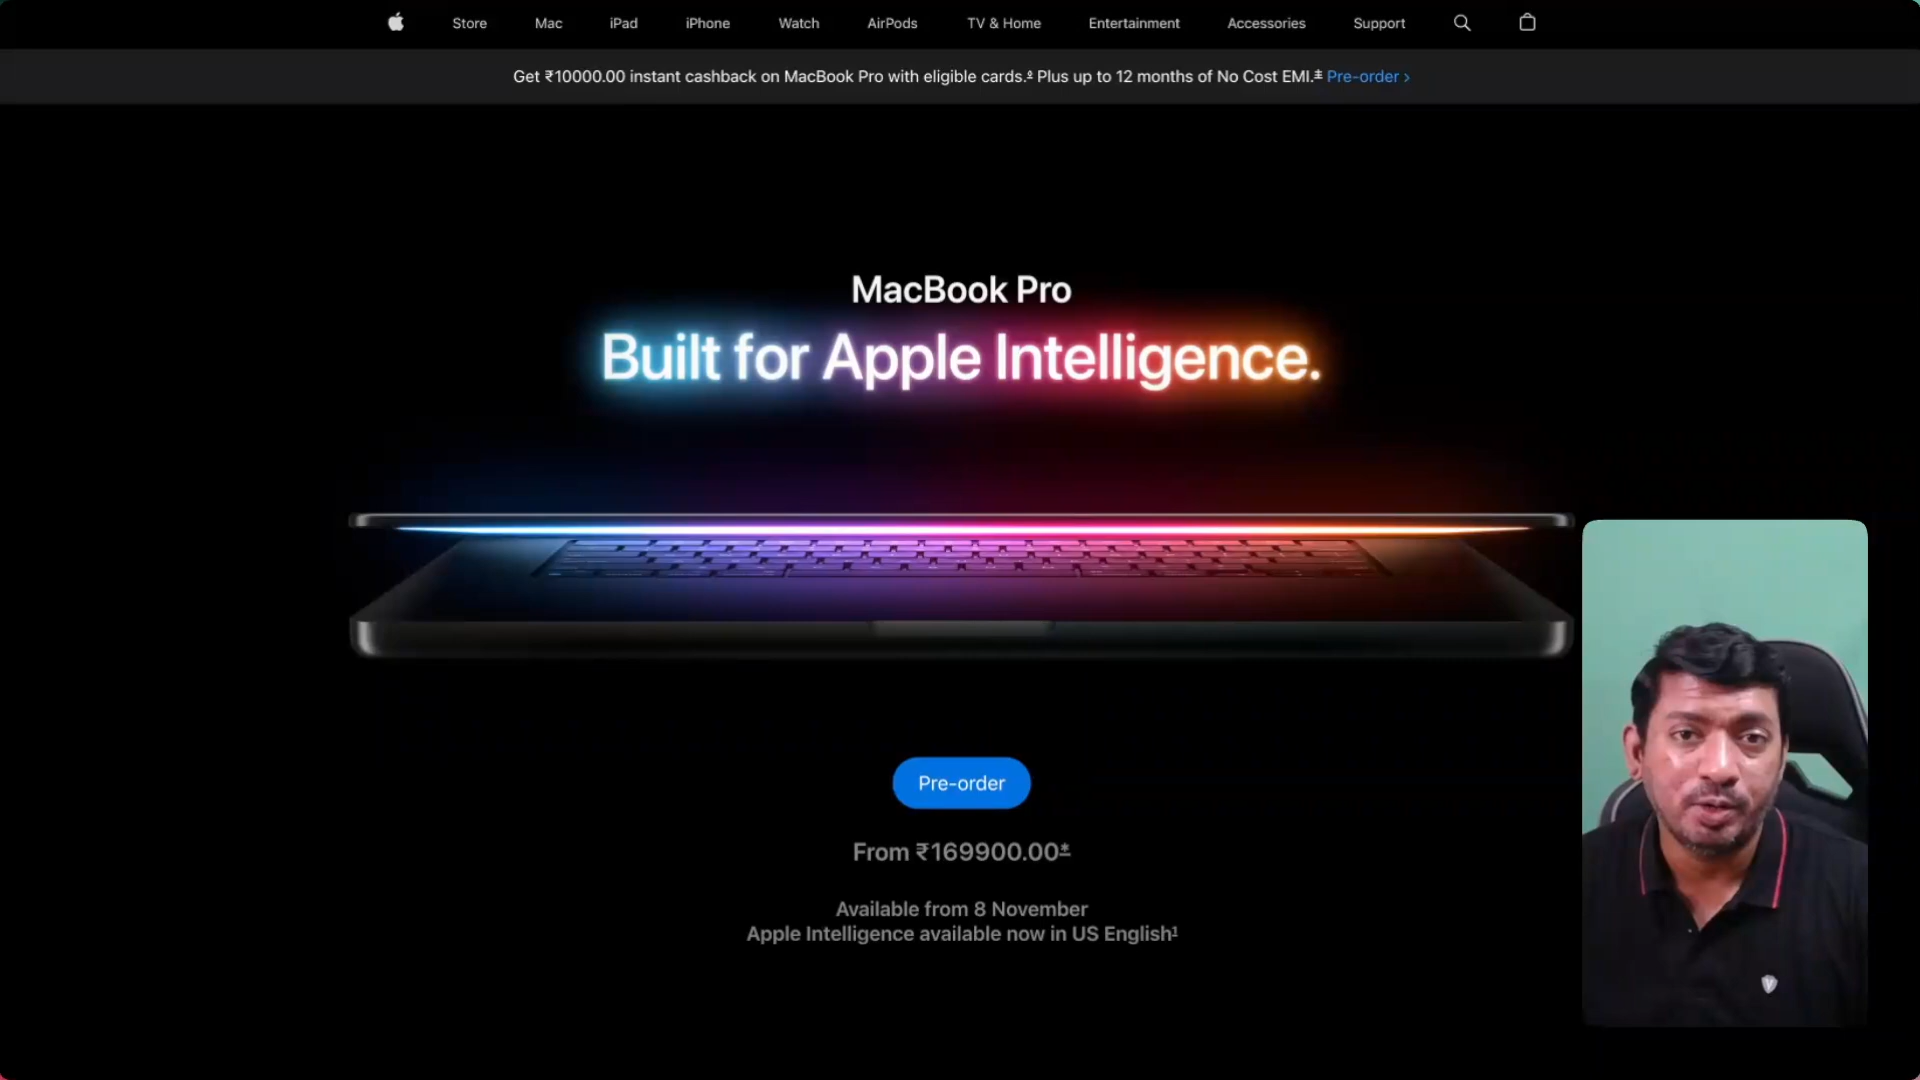 Store Mac iPad iPhone Watch AirPods TV & Home Entertainment Accessories Support
Get ₹10000.00 instant cashback on MacBook Pro with eligible cards.◊ Plus up to 12 months of No Cost EMI.‡ Pre-order ›
MacBook Pro
Built for Apple Intelligence.
Pre-order
From ₹169900.00*
Available from 8 November
Apple Intelligence available now in US English¹